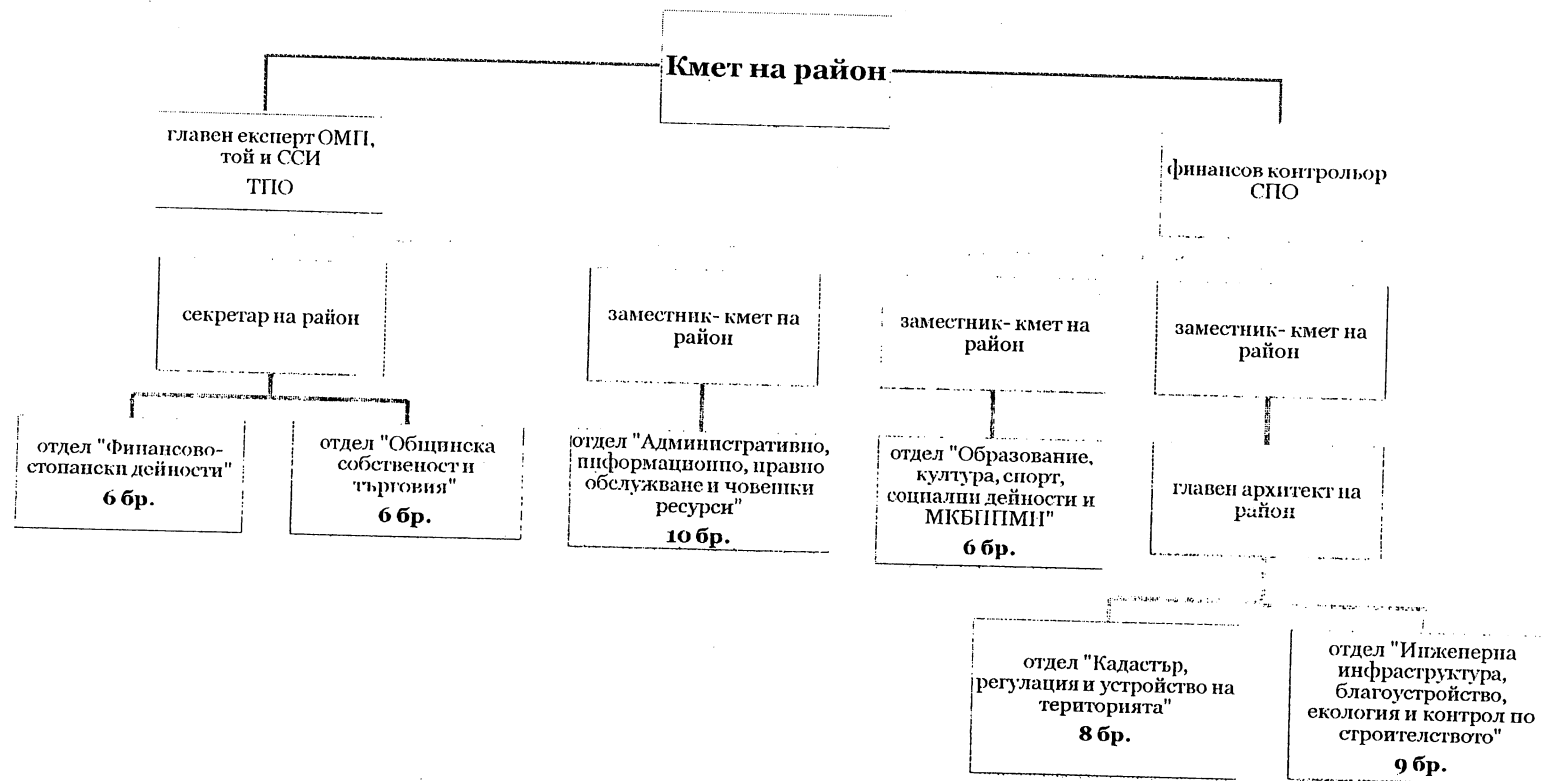 Кмет на район
главен експерт ОМП,
той и ССИ
ТПО
финансов контрольор
СПО
секретар на район
заместник- кмет на
район
заместник- кмет на
район
заместник- кмет на
район
отдел "Финансово-
стопански дейности"
6 бр.
отдел "Общинска
собственост и
търговия"
6 бр.
отдел "Административно,
информационно, правно
обслужване и човешки
ресурси"
10 бр.
отдел "Образование,
култура, спорт,
социални дейности и
МКБППМН"
6 бр.
главен архитект на
район
отдел "Кадастър,
регулация и устройство на
територията"
8 бр.
отдел "Инженерна
инфраструктура,
благоустройство,
екология и контрол по
строителството"
9 бр.